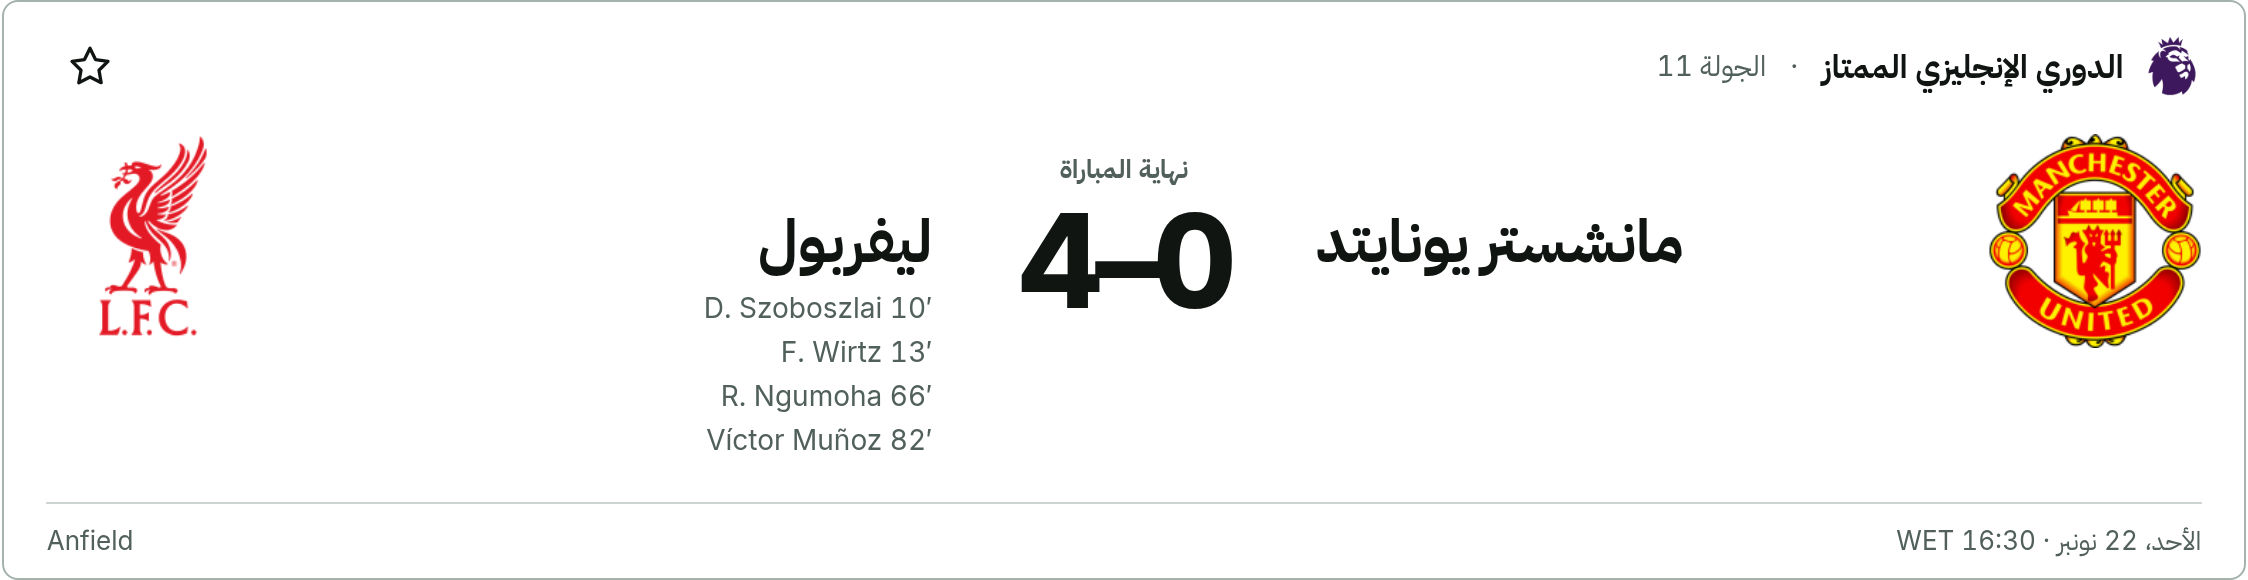 الدوري الإنجليزي الممتاز · الجولة 11
MANCHESTER UNITED
مانشستر يونايتد
نهاية المباراة
4–0
ليفربول
D. Szoboszlai 10′
F. Wirtz 13′
R. Ngumoha 66′
Víctor Muñoz 82′
L.F.C.
الأحد، 22 نونبر · 16:30 WET
Anfield